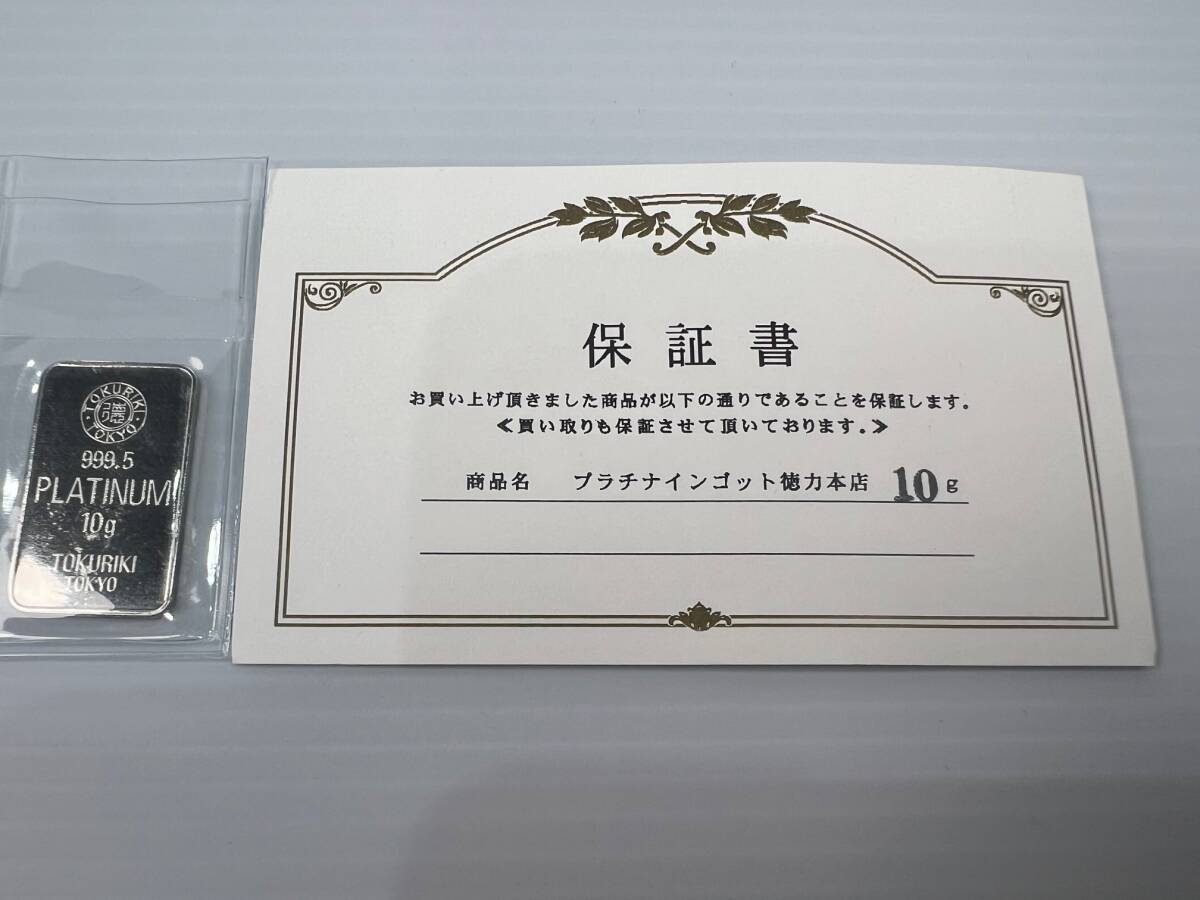 TOKURIKI
徳
TOKYO
999.5
PLATINUM
10g
TOKURIKI
TOKYO
保証書
お買い上げ頂きました商品が以下の通りであることを保証します。
≪買い取りも保証させて頂いております。≫
商品名 プラチナインゴット徳力本店 10g